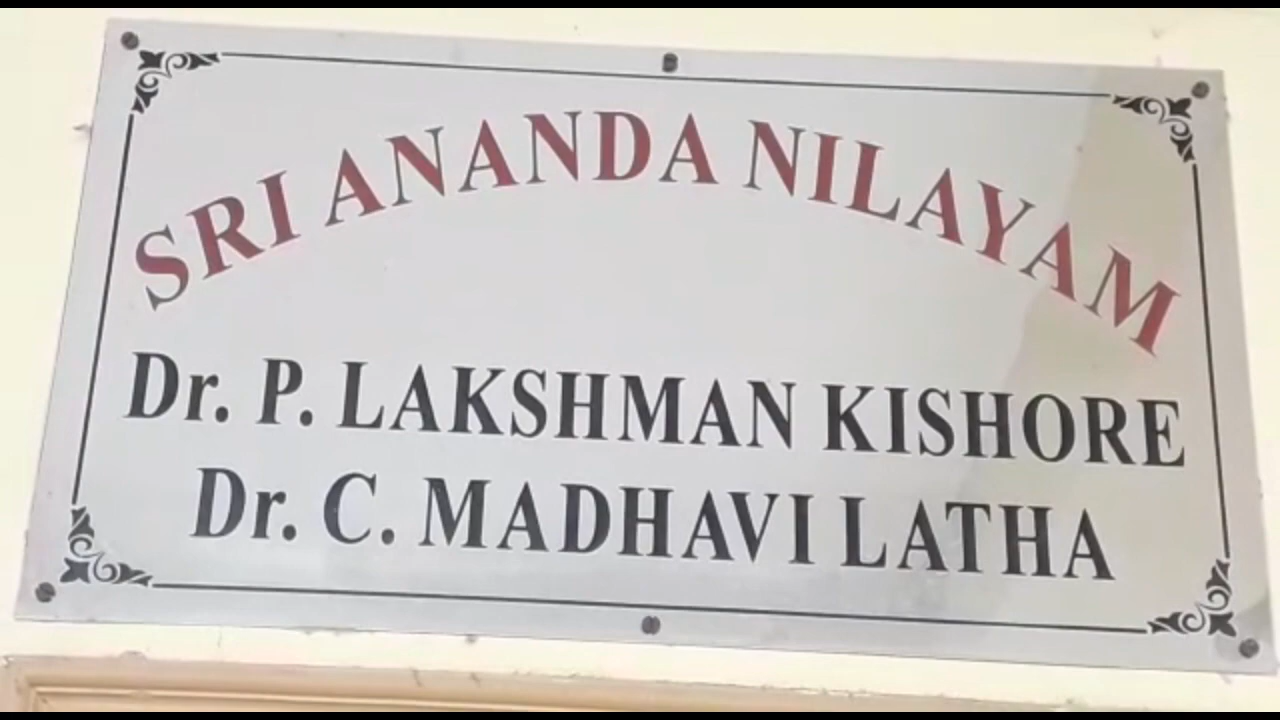 SRI ANANDA NILAYAM
Dr. P. LAKSHMAN KISHORE
Dr. C. MADHAVI LATHA